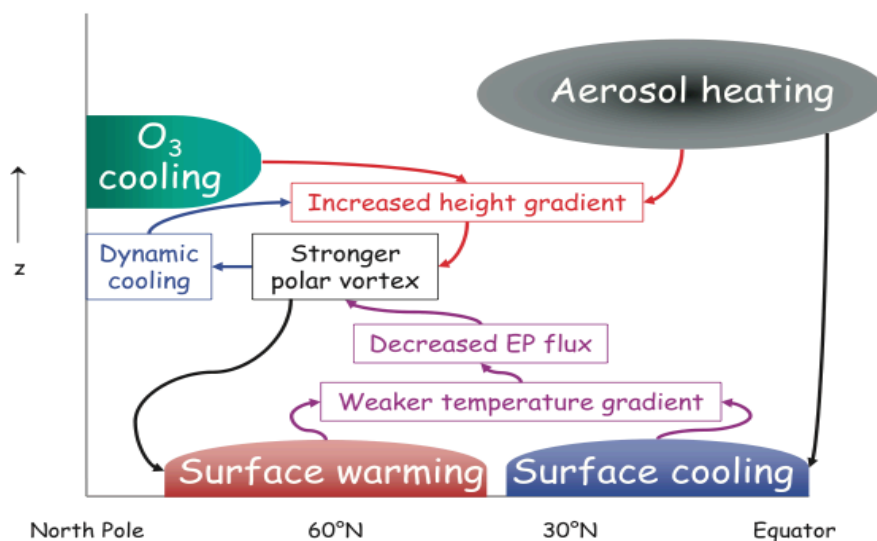 Aerosol heating
O₃
cooling
Increased height gradient
Dynamic
cooling
Stronger
polar vortex
z
Decreased EP flux
Weaker temperature gradient
Surface warming
Surface cooling
North Pole
60°N
30°N
Equator